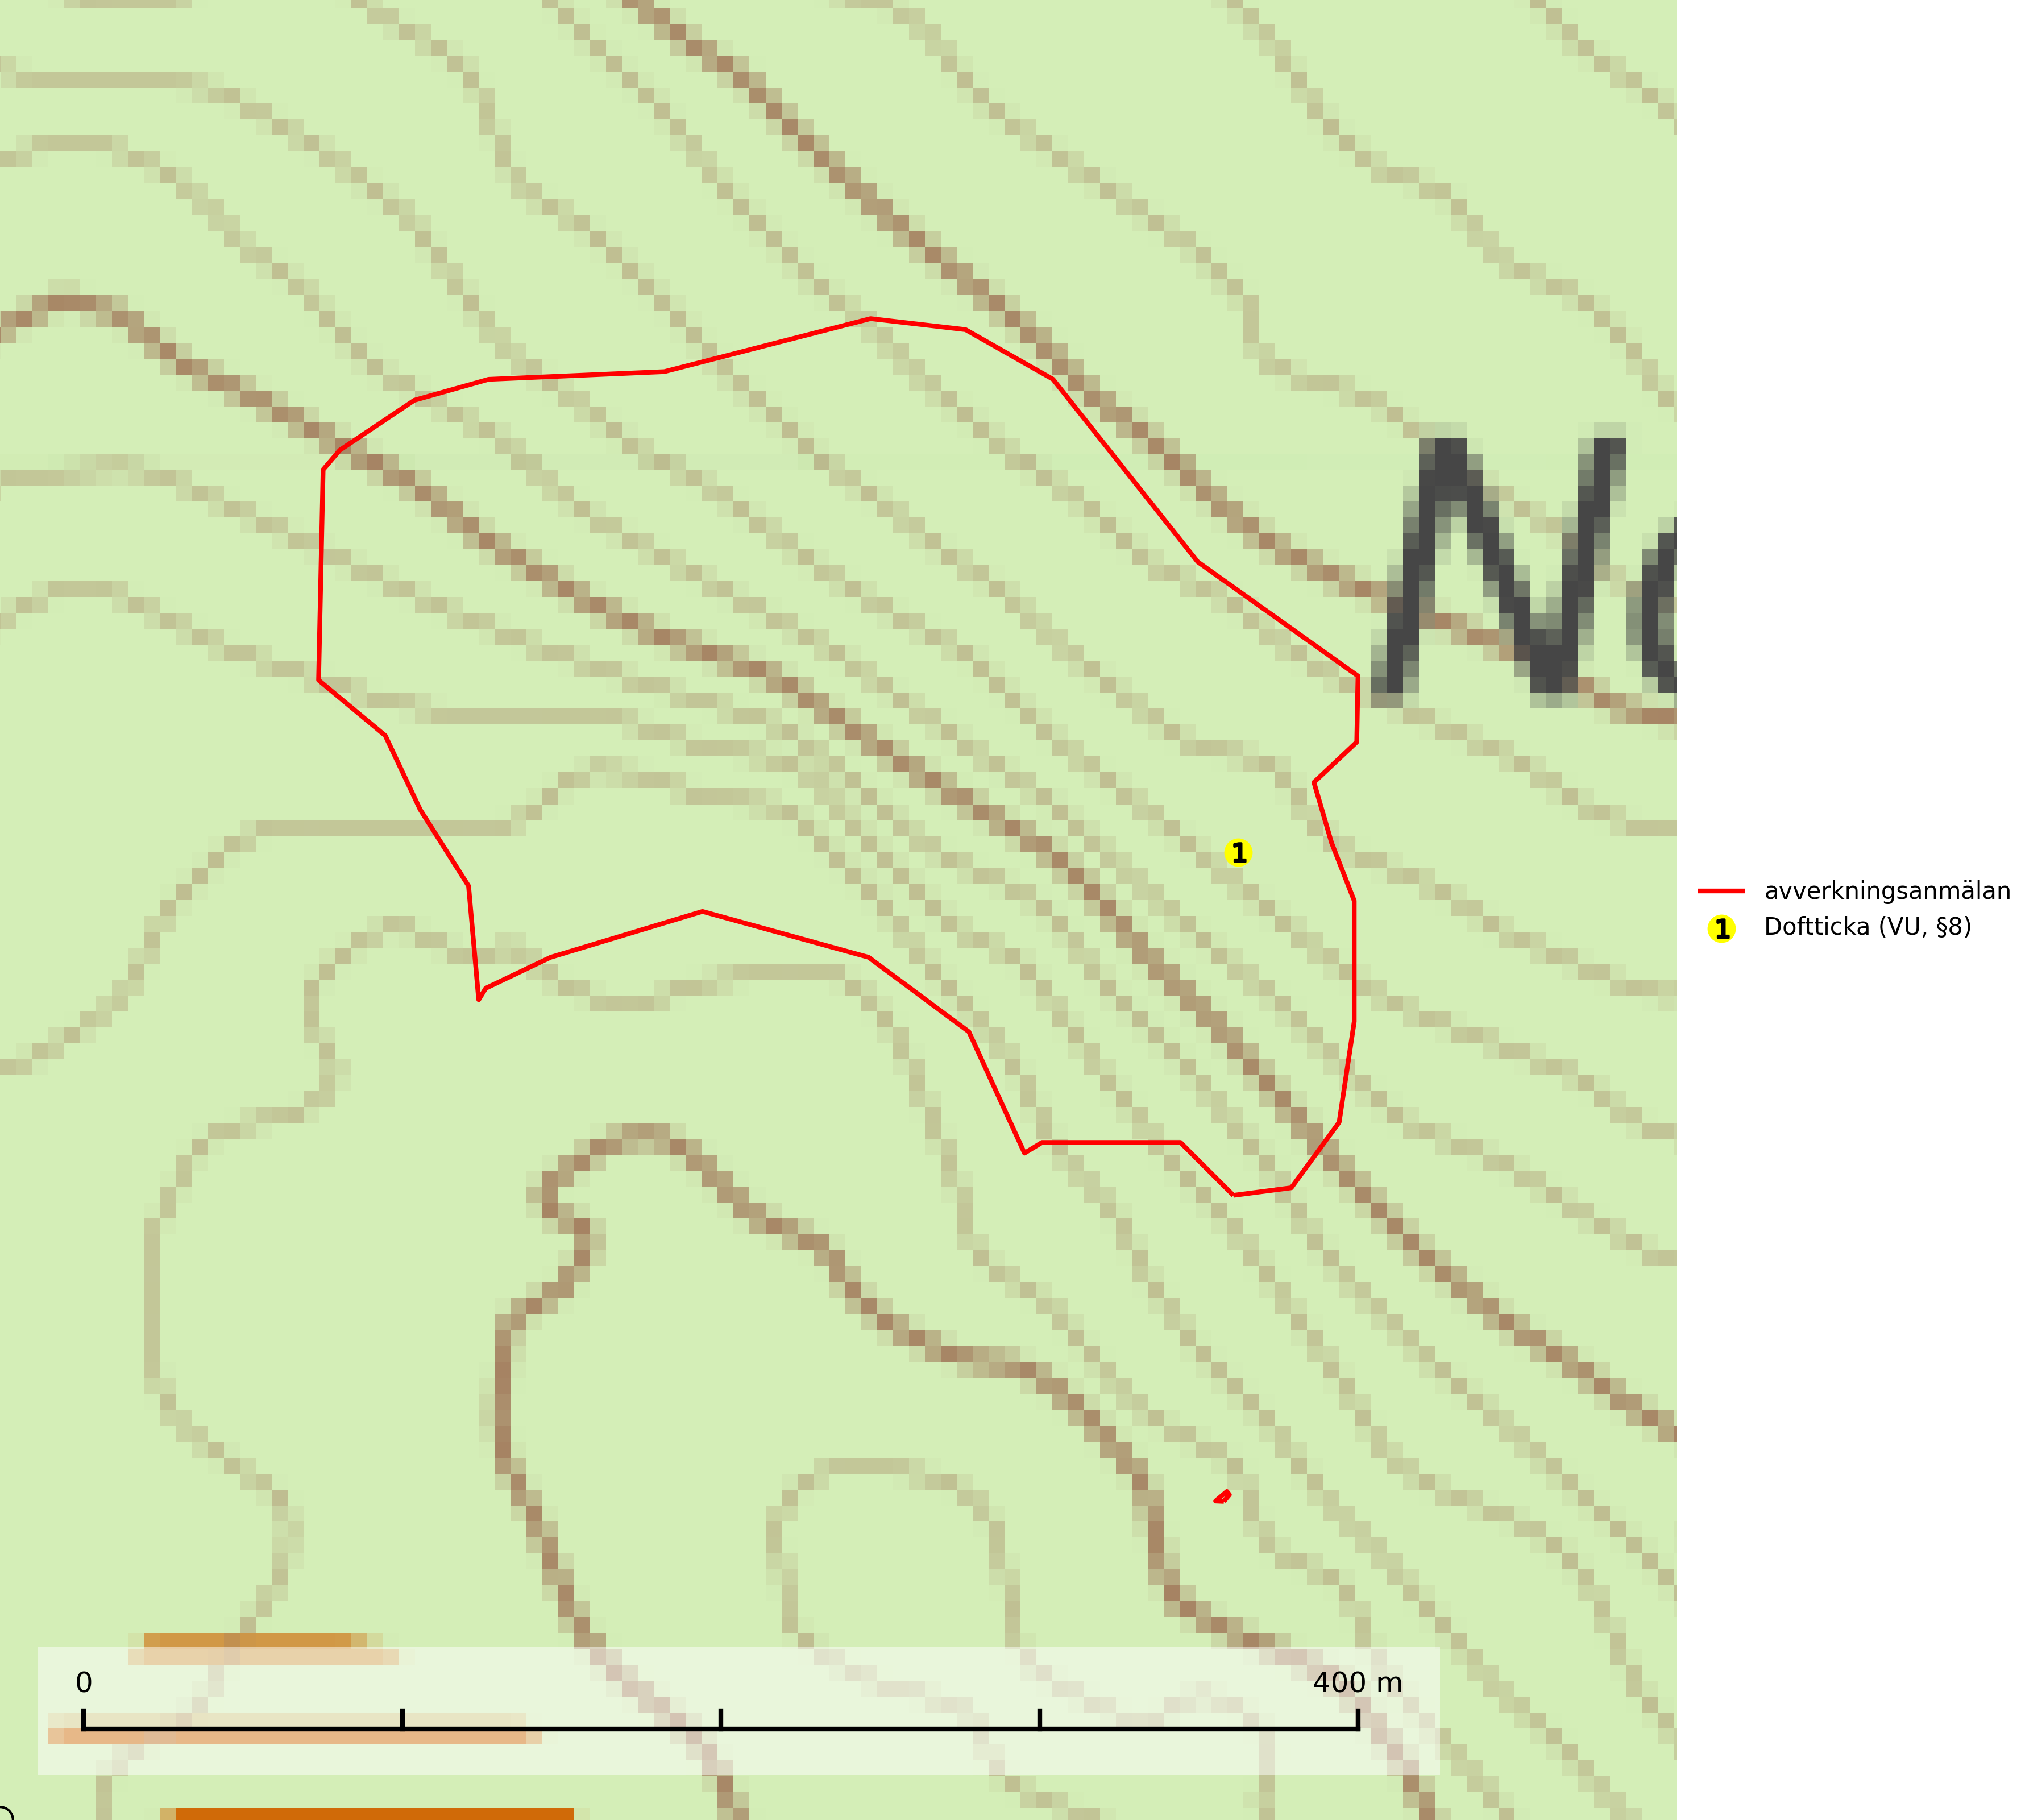 1
avverkningsanmälan
1 Doftticka (VU, §8)
0 400 m